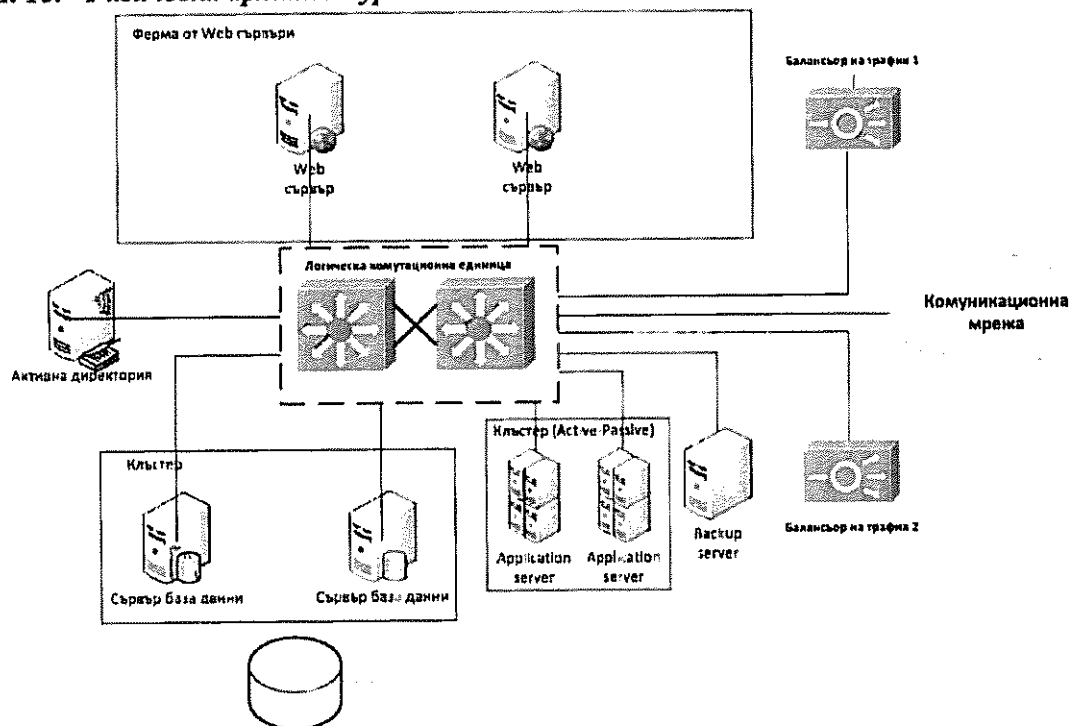 Ферма от Web сървъри
Балансьор на трафик 1
Web
сървър
Web
сървър
Логическа комутационна единица
Комуникационна
мрежа
Активна директория
Клъстер (Active-Passive)
Клъстер
Backup
server
Балансьор на трафик 2
Application
server
Application
server
Сървър база данни
Сървър база данни